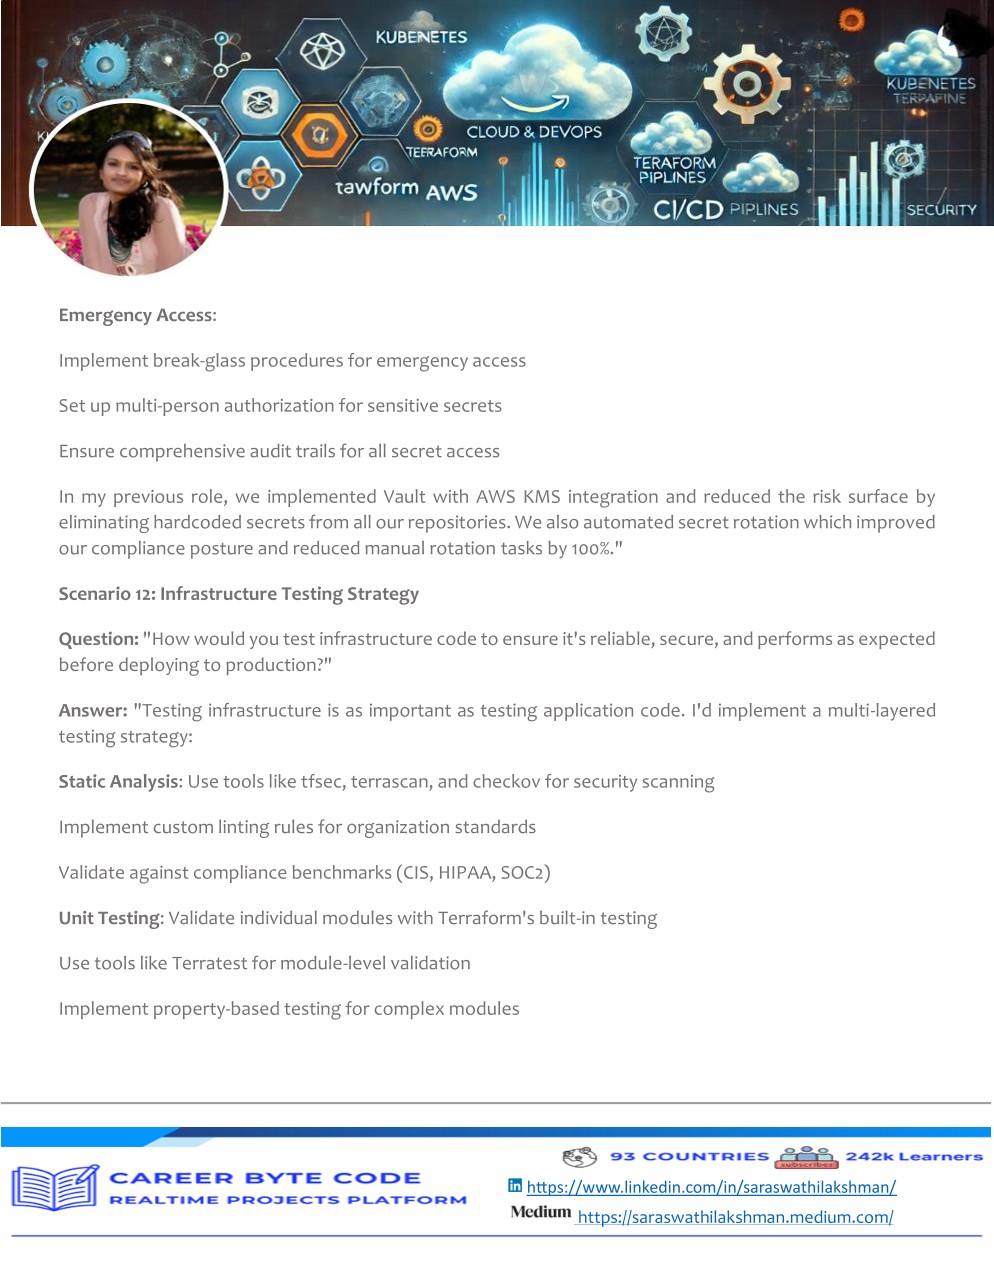 KUBENETES
CLOUD & DEVOPS
TEERAFORM
tawform AWS
TERAFORM
PIPLINES
CI/CD PIPLINES
KUBENETES
TERPAFINE
SECURITY
Emergency Access:
Implement break-glass procedures for emergency access
Set up multi-person authorization for sensitive secrets
Ensure comprehensive audit trails for all secret access
In my previous role, we implemented Vault with AWS KMS integration and reduced the risk surface by
eliminating hardcoded secrets from all our repositories. We also automated secret rotation which improved
our compliance posture and reduced manual rotation tasks by 100%."
Scenario 12: Infrastructure Testing Strategy
Question: "How would you test infrastructure code to ensure it's reliable, secure, and performs as expected
before deploying to production?"
Answer: "Testing infrastructure is as important as testing application code. I'd implement a multi-layered
testing strategy:
Static Analysis: Use tools like tfsec, terrascan, and checkov for security scanning
Implement custom linting rules for organization standards
Validate against compliance benchmarks (CIS, HIPAA, SOC2)
Unit Testing: Validate individual modules with Terraform's built-in testing
Use tools like Terratest for module-level validation
Implement property-based testing for complex modules
CAREER BYTE CODE
REALTIME PROJECTS PLATFORM
93 COUNTRIES
subscriber
242k Learners
https://www.linkedin.com/in/saraswathilakshman/
Medium https://saraswathilakshman.medium.com/